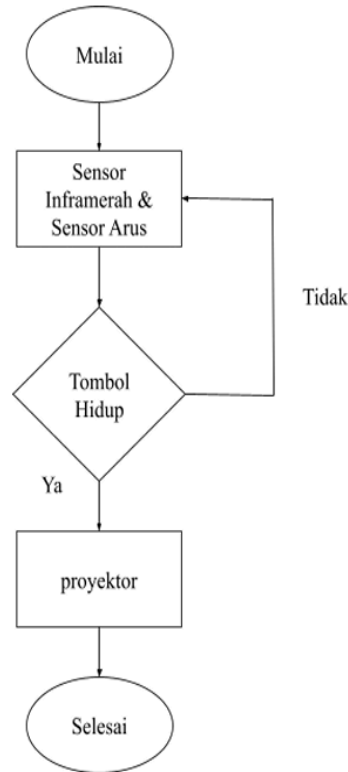 Mulai
Sensor
Inframerah &
Sensor Arus
Tidak
Tombol
Hidup
Ya
proyektor
Selesai